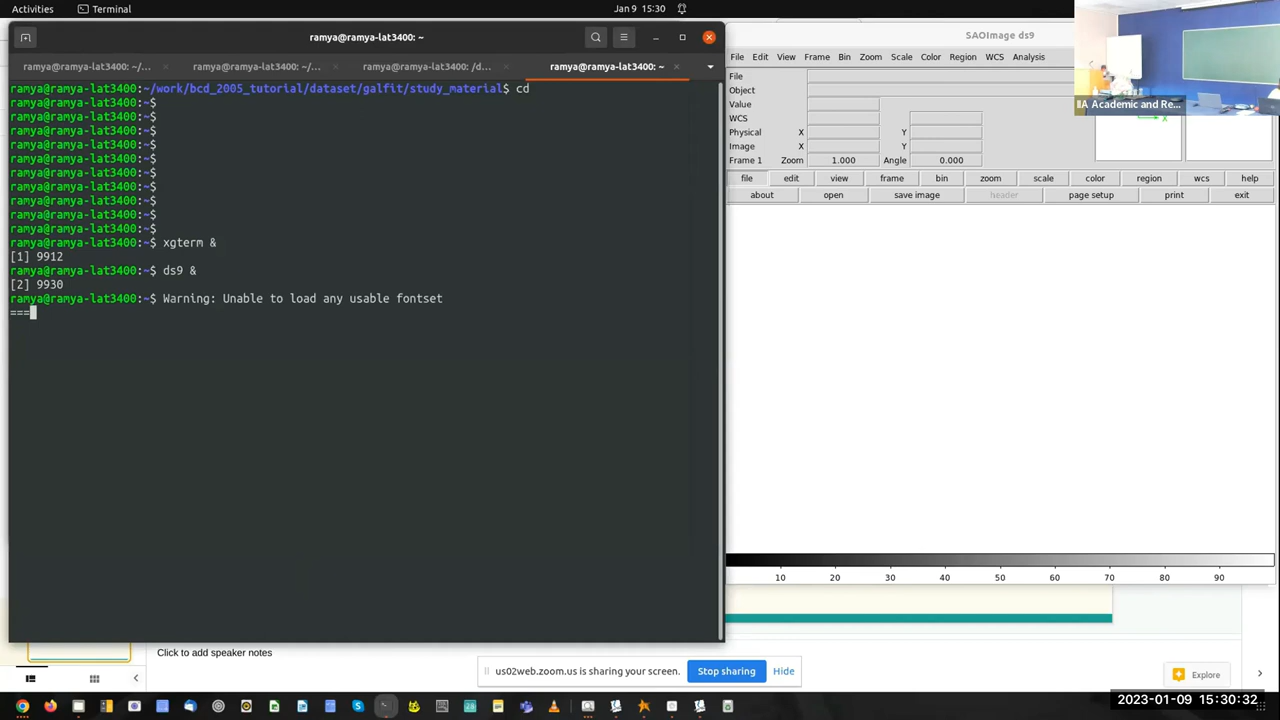 Activities Terminal Jan 9 15:30
ramya@ramya-lat3400: ~
ramya@ramya-lat3400: ~/... × ramya@ramya-lat3400: ~/... × ramya@ramya-lat3400: /d... × ramya@ramya-lat3400: ~ ×
ramya@ramya-lat3400:~/work/bcd_2005_tutorial/dataset/galfit/study_material$ cd
ramya@ramya-lat3400:~$
ramya@ramya-lat3400:~$
ramya@ramya-lat3400:~$
ramya@ramya-lat3400:~$
ramya@ramya-lat3400:~$
ramya@ramya-lat3400:~$
ramya@ramya-lat3400:~$
ramya@ramya-lat3400:~$
ramya@ramya-lat3400:~$
ramya@ramya-lat3400:~$
ramya@ramya-lat3400:~$ xgterm &
[1] 9912
ramya@ramya-lat3400:~$ ds9 &
[2] 9930
ramya@ramya-lat3400:~$ Warning: Unable to load any usable fontset
===
SAOImage ds9
File Edit View Frame Bin Zoom Scale Color Region WCS Analysis
File
Object
Value
WCS
Physical X Y
Image X Y
Frame 1 Zoom 1.000 Angle 0.000
X
file edit view frame bin zoom scale color region wcs help
about open save image header page setup print exit
10 20 30 40 50 60 70 80 90
IIA Academic and Re...
Click to add speaker notes
us02web.zoom.us is sharing your screen. Stop sharing Hide
Explore
2023-01-09 15:30:32